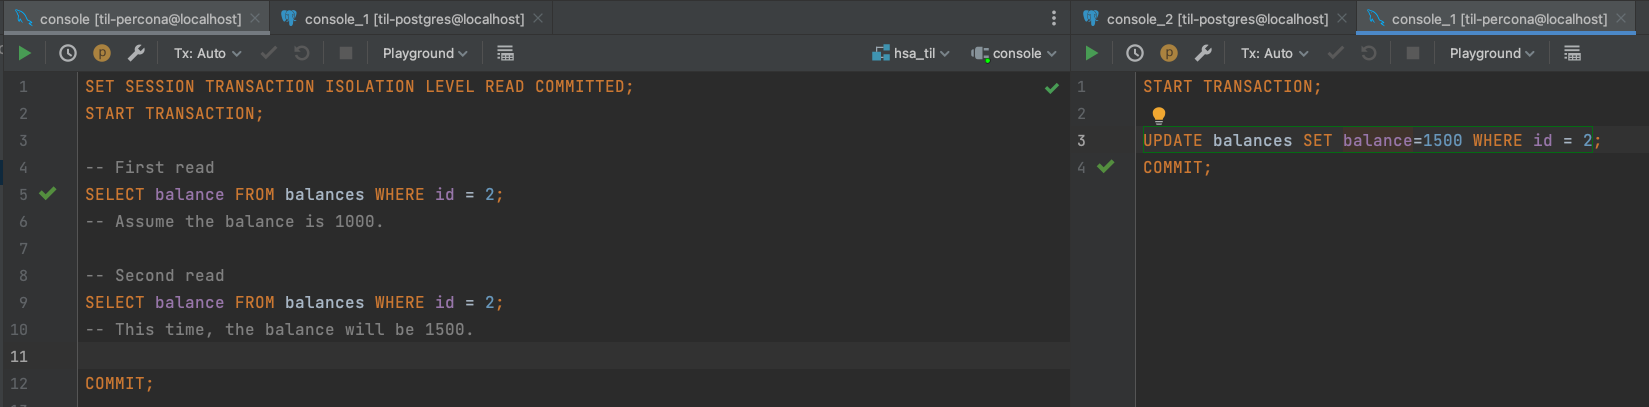 console [til-percona@localhost]
console_1 [til-postgres@localhost]
Tx: Auto
Playground
hsa_til
console
1 SET SESSION TRANSACTION ISOLATION LEVEL READ COMMITTED;
2 START TRANSACTION;
3
4 -- First read
5 SELECT balance FROM balances WHERE id = 2;
6 -- Assume the balance is 1000.
7
8 -- Second read
9 SELECT balance FROM balances WHERE id = 2;
10 -- This time, the balance will be 1500.
11
12 COMMIT;
console_2 [til-postgres@localhost]
console_1 [til-percona@localhost]
p
Tx: Auto
Playground
1 START TRANSACTION;
2
3 UPDATE balances SET balance=1500 WHERE id = 2;
4 COMMIT;